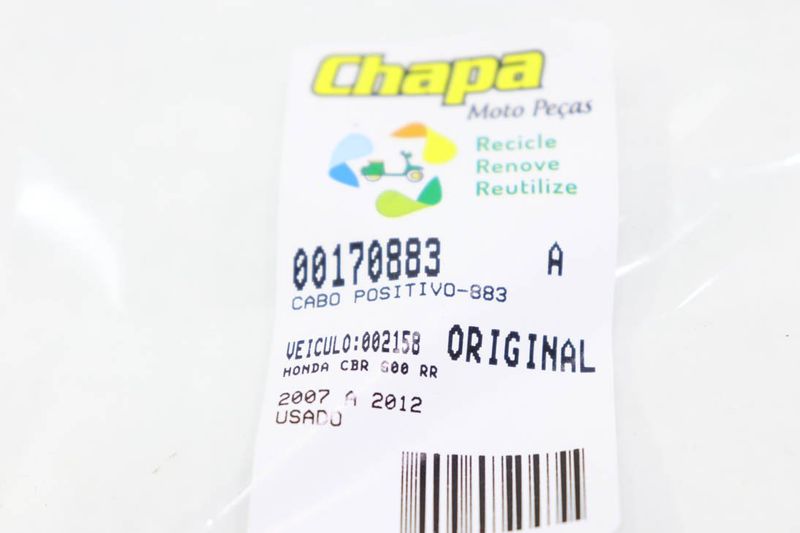 Chapa
Moto Peças
Recicle
Renove
Reutilize
00170883 A
CABO POSITIVO-883
VEICULO:002158 ORIGINAL
HONDA CBR 600 RR
2007 A 2012
USADO